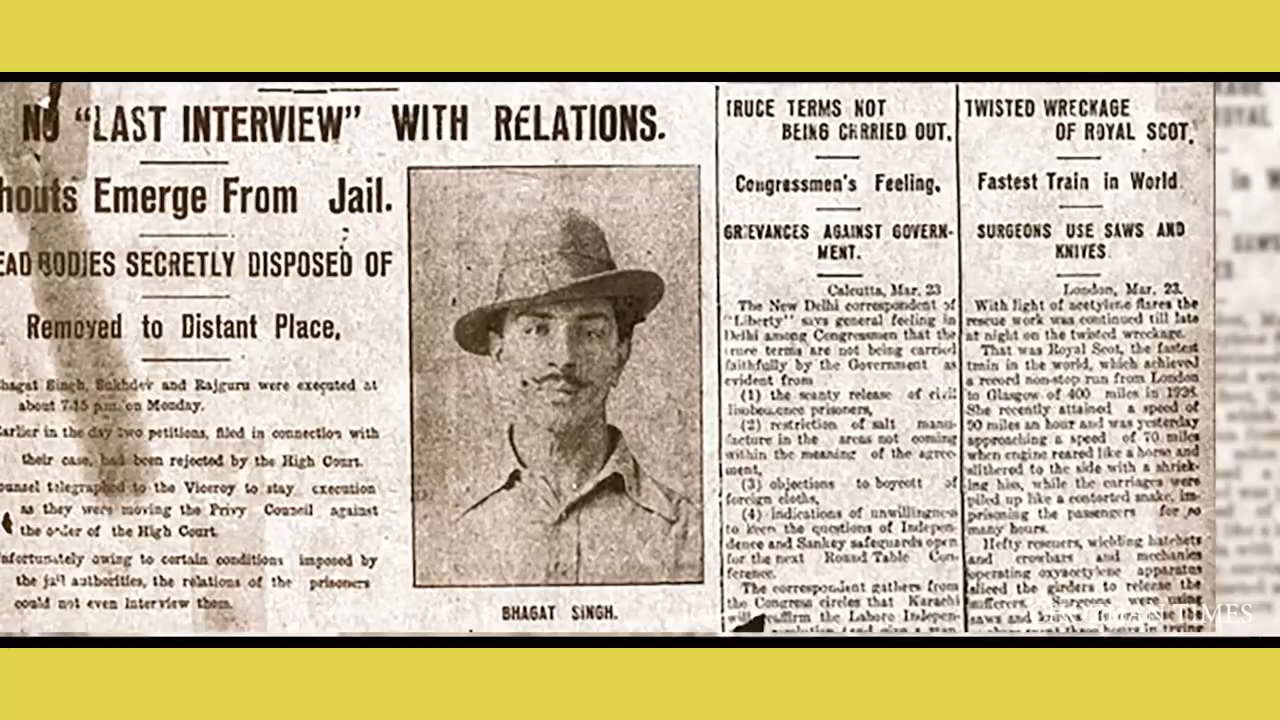 NO “LAST INTERVIEW” WITH RELATIONS.
houts Emerge From Jail.
EAD BODIES SECRETLY DISPOSED OF
Removed to Distant Place,
hagat Singh, Sukhdev and Rajguru were executed at
about 7.15 p.m. on Monday.
arlier in the day two petitions, filed in connection with
their case, had been rejected by the High Court.
ounsel telegraphed to the Viceroy to stay execution
as they were moving the Privy Council against
the order of the High Court.
nfortunately owing to certain conditions imposed by
the jail authorities, the relations of the prisoners
could not even interview them.
BHAGAT SINGH.
TRUCE TERMS NOT
BEING CARRIED OUT.
Congressmen's Feeling.
GRIEVANCES AGAINST GOVERN-
MENT.
Calcutta, Mar. 23
The New Delhi correspondent of
“Liberty” says general feeling in
Delhi among Congressmen that the
truce terms are not being carried
faithfully by the Government as
evident from
(1) the scanty release of civil
disobedience prisoners,
(2) restriction of salt manu-
facture in the areas not coming
within the meaning of the agree-
ment,
(3) objections to boycott of
foreign cloths,
(4) indications of unwillingness
to keep the questions of Indepen-
dence and Sankey safeguards open
for the next Round Table Con-
ference.
The correspondent gathers from
the Congress circles that Karachi
will reaffirm the Lahore Indepen-
TWISTED WRECKAGE
OF ROYAL SCOT.
Fastest Train in World.
SURGEONS USE SAWS AND
KNIVES.
London, Mar. 23.
With light of acetylene flares the
rescue work was continued till late
at night on the twisted wreckage.
That was Royal Scot, the fastest
train in the world, which achieved
a record non-stop run from London
to Glasgow of 400 miles in 1928.
She recently attained a speed of
90 miles an hour and was yesterday
approaching a speed of 70 miles
when engine reared like a horse and
slithered to the side with a shriek-
ing hiss, while the carriages were
piled up like a contorted snake, im-
prisoning the passengers for so
many hours.
Hefty rescuers, wielding hatchets
and crowbars and mechanics
operating oxyacetylene apparatus
sliced the girders to release the
sufferers. Surgeons were using
saws and
TIMES